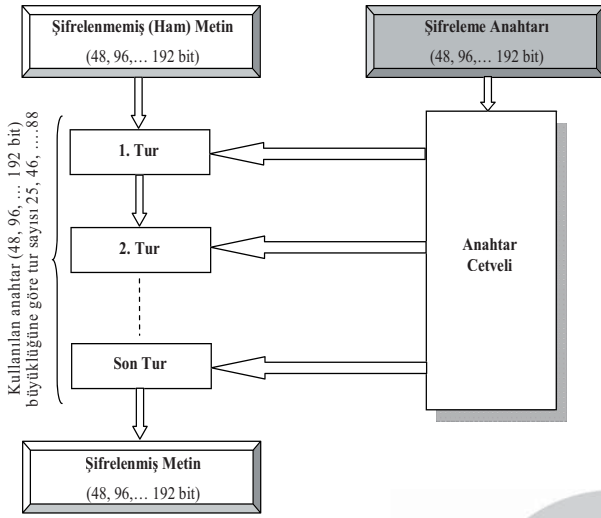 Şifrelenmemiş (Ham) Metin
(48, 96,… 192 bit)
Şifreleme Anahtarı
(48, 96,… 192 bit)
Kullanılan anahtar (48, 96, … 192 bit)
büyüklüğüne göre tur sayısı 25, 46, ….88
1. Tur
2. Tur
Son Tur
Anahtar
Cetveli
Şifrelenmiş Metin
(48, 96,… 192 bit)